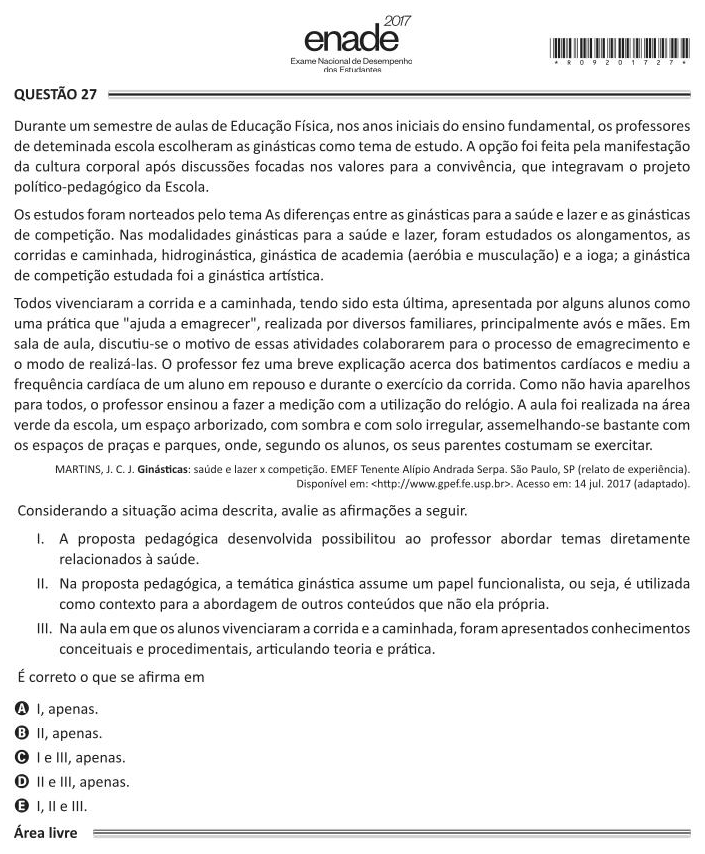 2017
enade
Exame Nacional de Desempenho
dos Estudantes
*R0920172 7*
QUESTÃO 27
Durante um semestre de aulas de Educação Física, nos anos iniciais do ensino fundamental, os professores
de deteminada escola escolheram as ginásticas como tema de estudo. A opção foi feita pela manifestação
da cultura corporal após discussões focadas nos valores para a convivência, que integravam o projeto
político-pedagógico da Escola.
Os estudos foram norteados pelo tema As diferenças entre as ginásticas para a saúde e lazer e as ginásticas
de competição. Nas modalidades ginásticas para a saúde e lazer, foram estudados os alongamentos, as
corridas e caminhada, hidroginástica, ginástica de academia (aeróbia e musculação) e a ioga; a ginástica
de competição estudada foi a ginástica artística.
Todos vivenciaram a corrida e a caminhada, tendo sido esta última, apresentada por alguns alunos como
uma prática que "ajuda a emagrecer", realizada por diversos familiares, principalmente avós e mães. Em
sala de aula, discutiu-se o motivo de essas atividades colaborarem para o processo de emagrecimento e
o modo de realizá-las. O professor fez uma breve explicação acerca dos batimentos cardíacos e mediu a
frequência cardíaca de um aluno em repouso e durante o exercício da corrida. Como não havia aparelhos
para todos, o professor ensinou a fazer a medição com a utilização do relógio. A aula foi realizada na área
verde da escola, um espaço arborizado, com sombra e com solo irregular, assemelhando-se bastante com
os espaços de praças e parques, onde, segundo os alunos, os seus parentes costumam se exercitar.
MARTINS, J. C. J. Ginásticas: saúde e lazer x competição. EMEF Tenente Alípio Andrada Serpa. São Paulo, SP (relato de experiência).
Disponível em: <http://www.gpef.fe.usp.br>. Acesso em: 14 jul. 2017 (adaptado).
Considerando a situação acima descrita, avalie as afirmações a seguir.
I. A proposta pedagógica desenvolvida possibilitou ao professor abordar temas diretamente
relacionados à saúde.
II. Na proposta pedagógica, a temática ginástica assume um papel funcionalista, ou seja, é utilizada
como contexto para a abordagem de outros conteúdos que não ela própria.
III. Na aula em que os alunos vivenciaram a corrida e a caminhada, foram apresentados conhecimentos
conceituais e procedimentais, articulando teoria e prática.
É correto o que se afirma em
A I, apenas.
B II, apenas.
C I e III, apenas.
D II e III, apenas.
E I, II e III.
Área livre